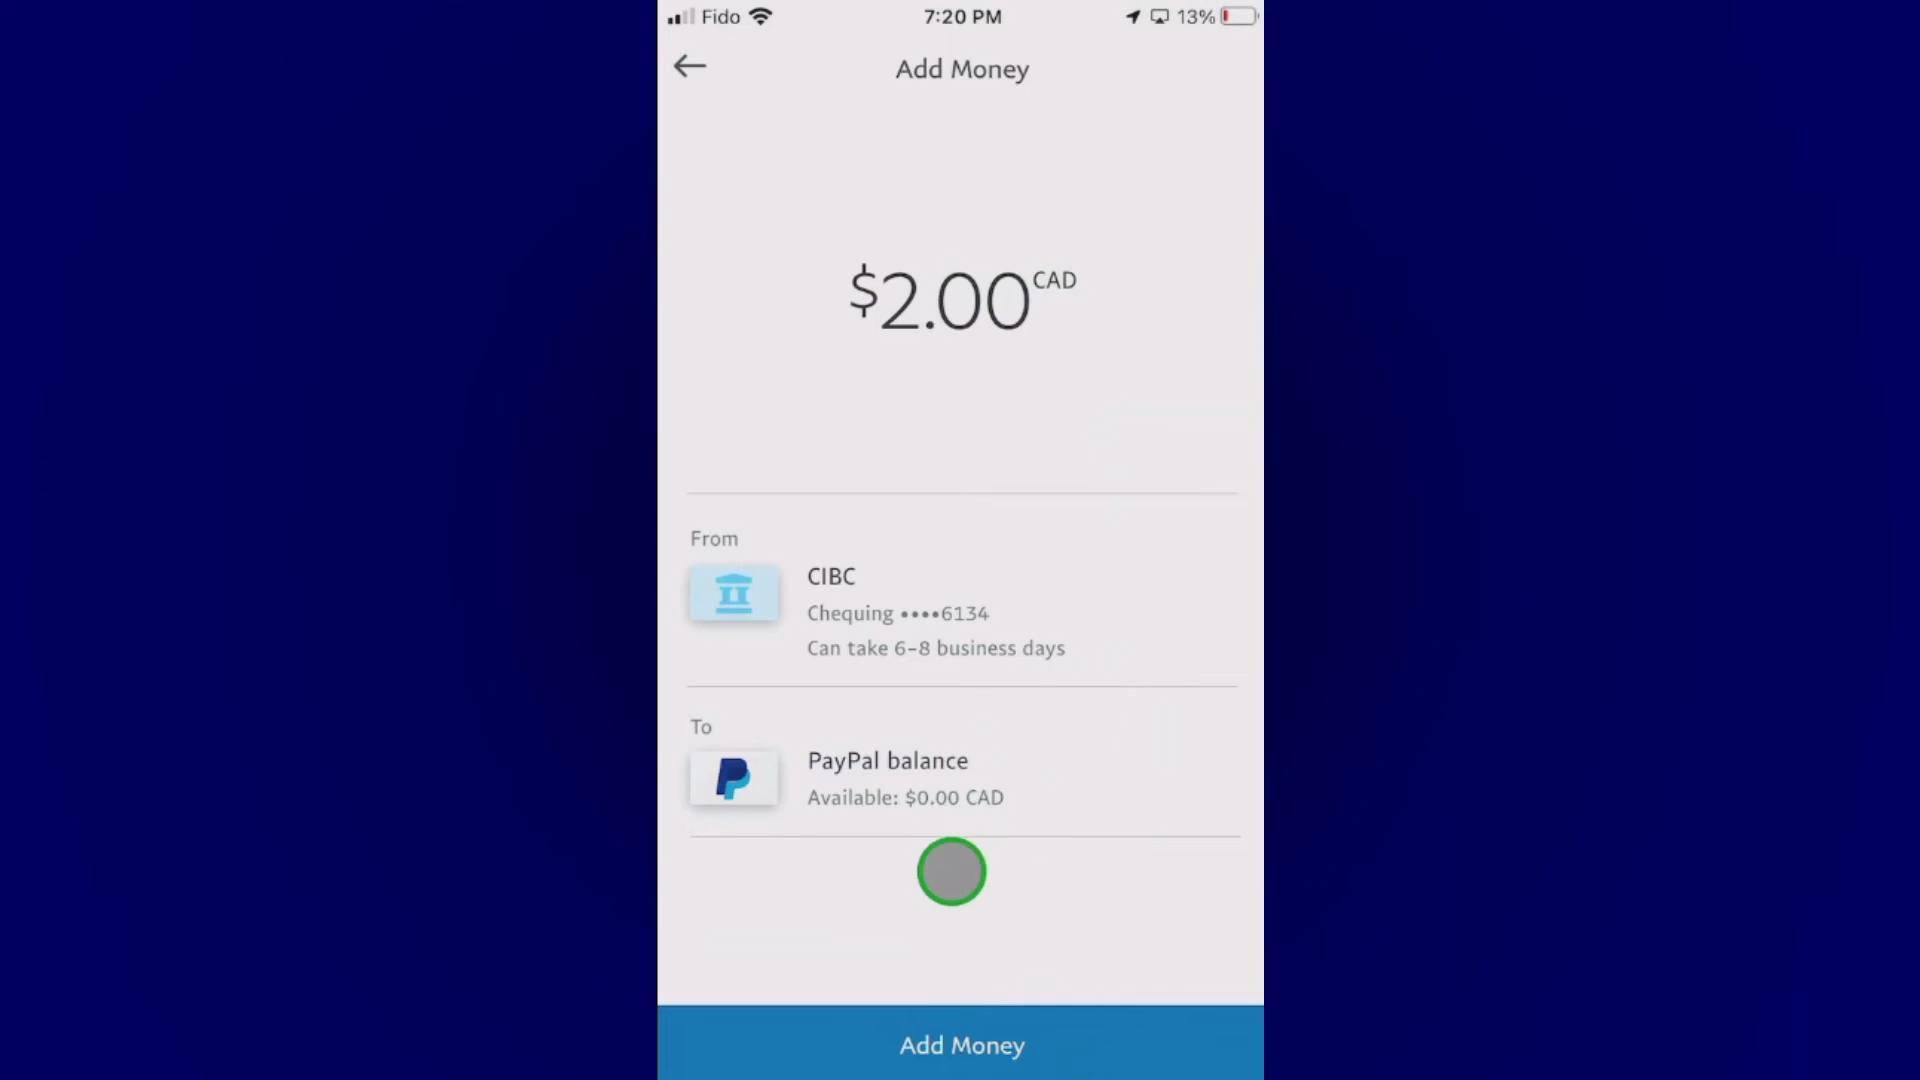 Fido 7:20 PM 13%
Add Money
$2.00 CAD
From
CIBC
Chequing ••••6134
Can take 6–8 business days
To
PayPal balance
Available: $0.00 CAD
Add Money